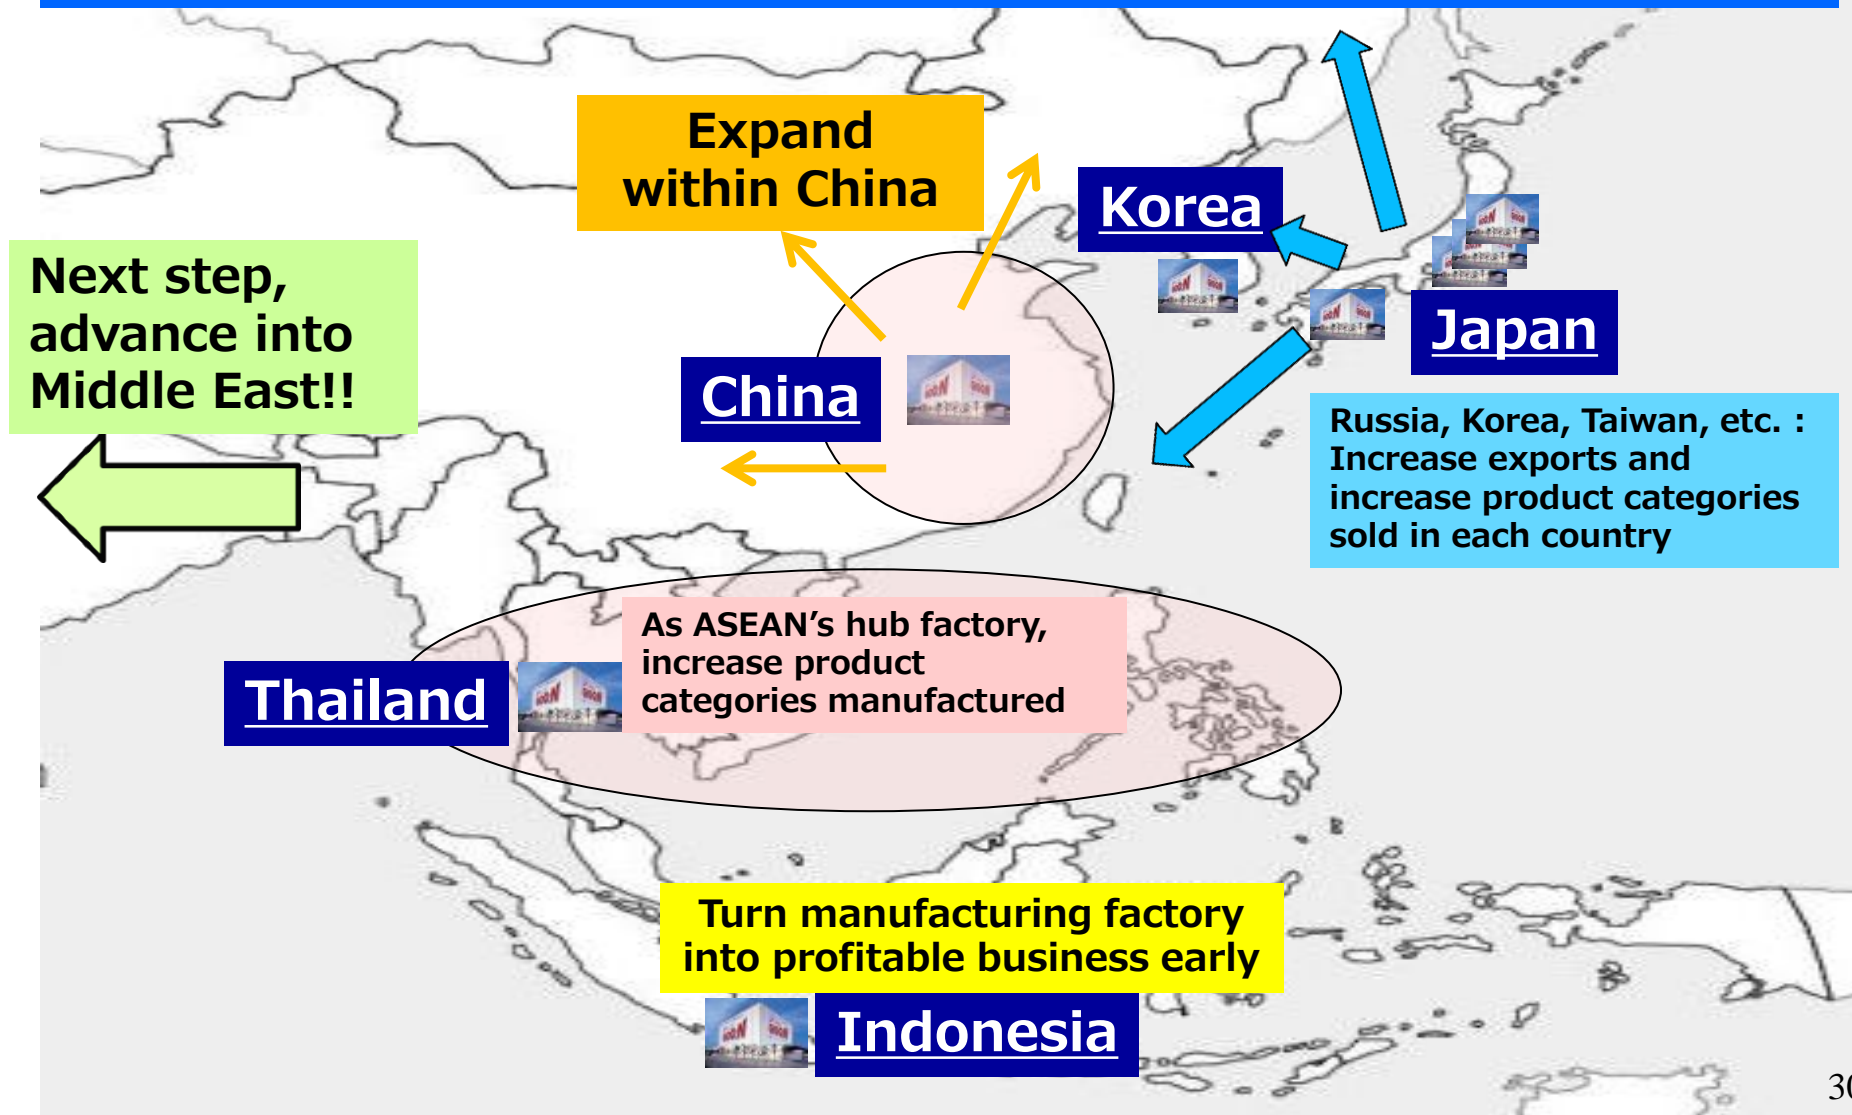 Expand
within China
Korea
Next step,
advance into
Middle East!!
Japan
China
Russia, Korea, Taiwan, etc. :
Increase exports and
increase product categories
sold in each country
As ASEAN’s hub factory,
increase product
categories manufactured
Thailand
Turn manufacturing factory
into profitable business early
Indonesia
30